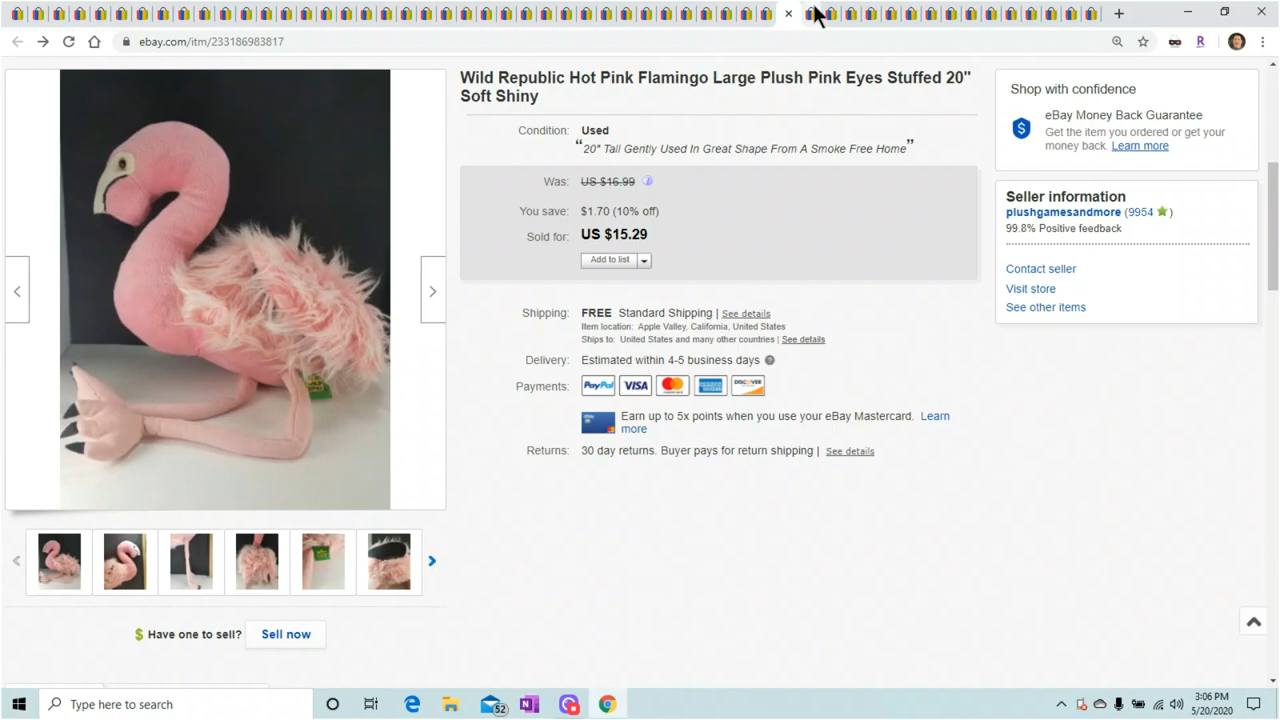 ebay.com/itm/233186983817
R
Wild Republic Hot Pink Flamingo Large Plush Pink Eyes Stuffed 20"
Soft Shiny
Condition: Used
“20" Tall Gently Used In Great Shape From A Smoke Free Home”
Was: US $16.99
You save: $1.70 (10% off)
Sold for: US $15.29
Add to list
Shipping: FREE Standard Shipping | See details
Item location: Apple Valley, California, United States
Ships to: United States and many other countries | See details
Delivery: Estimated within 4-5 business days
Payments: PayPal VISA DISCOVER
Earn up to 5x points when you use your eBay Mastercard. Learn
more
Returns: 30 day returns. Buyer pays for return shipping | See details
Shop with confidence
eBay Money Back Guarantee
Get the item you ordered or get your
money back. Learn more
Seller information
plushgamesandmore (9954 )
99.8% Positive feedback
Contact seller
Visit store
See other items
$ Have one to sell? Sell now
Type here to search
52
3:06 PM
5/20/2020